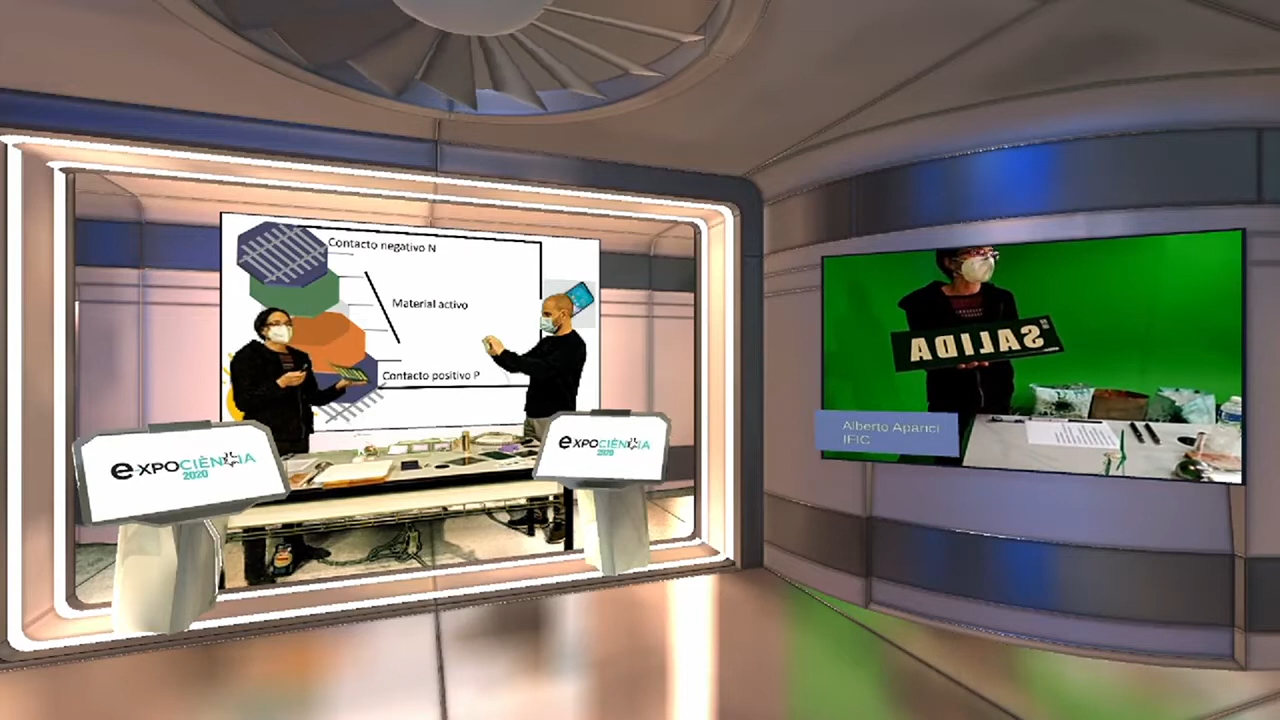 Contacto negativo N
Material activo
Contacto positivo P
eXPOCIÈNCIA
2020
eXPOCIÈNCIA
2020
SALIDA
Alberto Aparici
IFIC